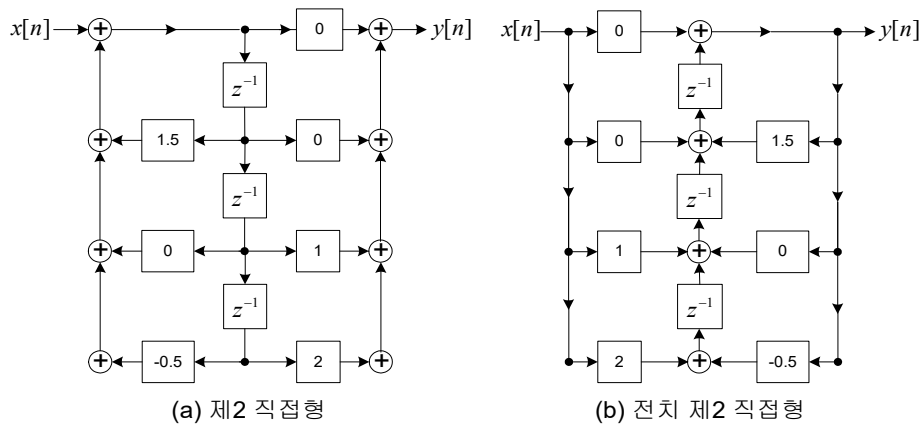 x[n] 0 y[n] x[n] 0 y[n]
z⁻¹ z⁻¹
1.5 0 0 1.5
z⁻¹ z⁻¹
0 1 1 0
z⁻¹ z⁻¹
-0.5 2 2 -0.5
(a) 제2 직접형 (b) 전치 제2 직접형